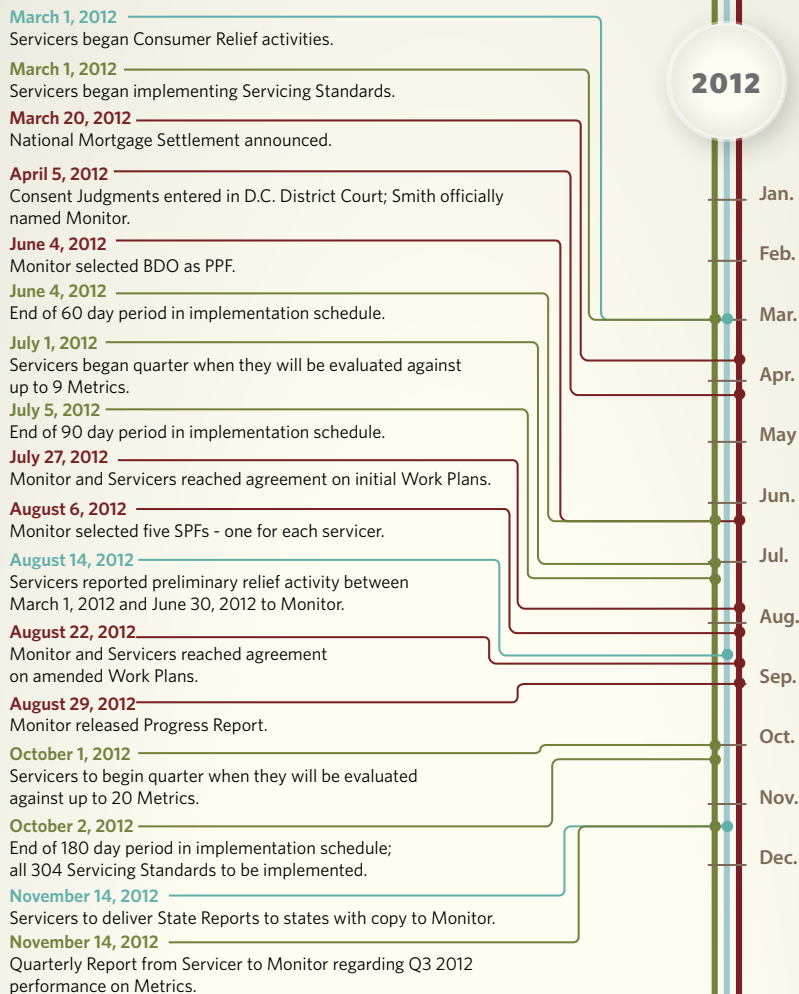 March 1, 2012
Servicers began Consumer Relief activities.
March 1, 2012
Servicers began implementing Servicing Standards.
March 20, 2012
National Mortgage Settlement announced.
April 5, 2012
Consent Judgments entered in D.C. District Court; Smith officially
named Monitor.
June 4, 2012
Monitor selected BDO as PPF.
June 4, 2012
End of 60 day period in implementation schedule.
July 1, 2012
Servicers began quarter when they will be evaluated against
up to 9 Metrics.
July 5, 2012
End of 90 day period in implementation schedule.
July 27, 2012
Monitor and Servicers reached agreement on initial Work Plans.
August 6, 2012
Monitor selected five SPFs - one for each servicer.
August 14, 2012
Servicers reported preliminary relief activity between
March 1, 2012 and June 30, 2012 to Monitor.
August 22, 2012
Monitor and Servicers reached agreement
on amended Work Plans.
August 29, 2012
Monitor released Progress Report.
October 1, 2012
Servicers to begin quarter when they will be evaluated
against up to 20 Metrics.
October 2, 2012
End of 180 day period in implementation schedule;
all 304 Servicing Standards to be implemented.
November 14, 2012
Servicers to deliver State Reports to states with copy to Monitor.
November 14, 2012
Quarterly Report from Servicer to Monitor regarding Q3 2012
performance on Metrics.
2012
Jan.
Feb.
Mar.
Apr.
May
Jun.
Jul.
Aug.
Sep.
Oct.
Nov.
Dec.